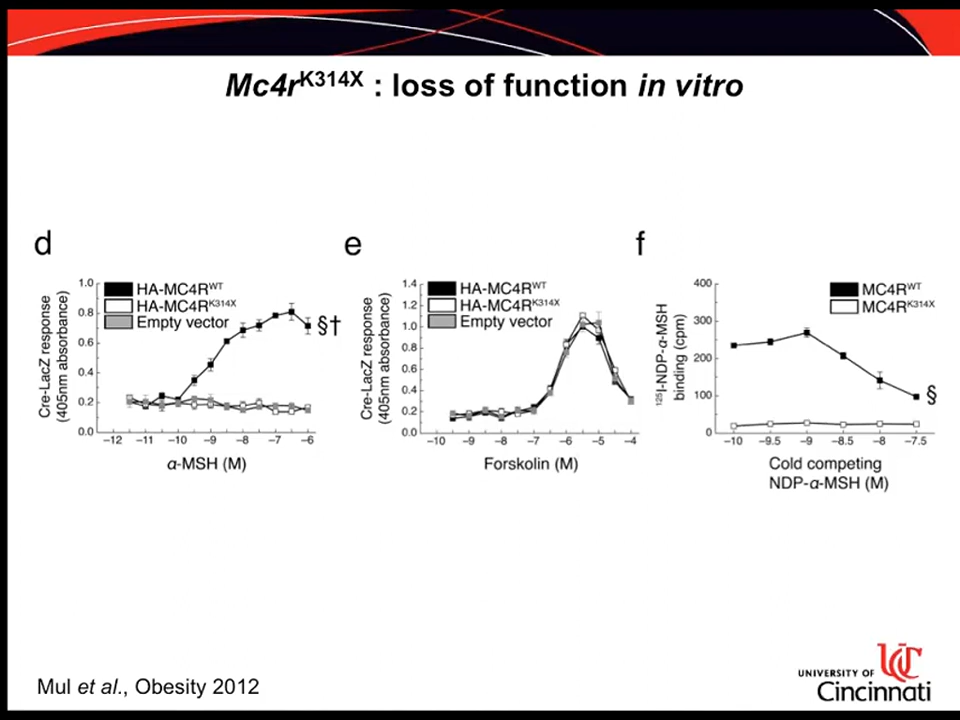 Mc4rK314X : loss of function in vitro
d
1.0
0.8
0.6
0.4
0.2
0.0
Cre-LacZ response
(405nm absorbance)
HA-MC4RWT
HA-MC4RK314X
Empty vector
§†
−12 −11 −10 −9 −8 −7 −6
α-MSH (M)
e
1.4
1.2
1.0
0.8
0.6
0.4
0.2
0.0
Cre-LacZ response
(405nm absorbance)
HA-MC4RWT
HA-MC4RK314X
Empty vector
−10 −9 −8 −7 −6 −5 −4
Forskolin (M)
f
400
300
200
100
0
125I-NDP-α-MSH
binding (cpm)
MC4RWT
MC4RK314X
§
−10 −9.5 −9 −8.5 −8 −7.5
Cold competing
NDP-α-MSH (M)
Mul et al., Obesity 2012
UC
UNIVERSITY OF
Cincinnati